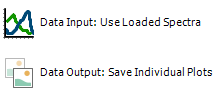 Data Input: Use Loaded Spectra
Data Output: Save Individual Plots